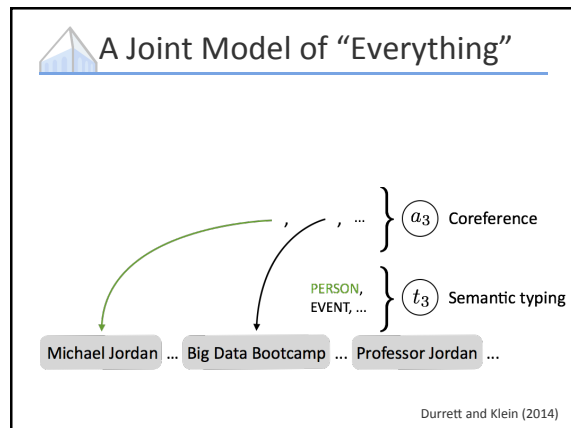 A Joint Model of “Everything”
, , ...
a₃ Coreference
PERSON,
EVENT, ...
t₃ Semantic typing
Michael Jordan ... Big Data Bootcamp ... Professor Jordan ...
Durrett and Klein (2014)